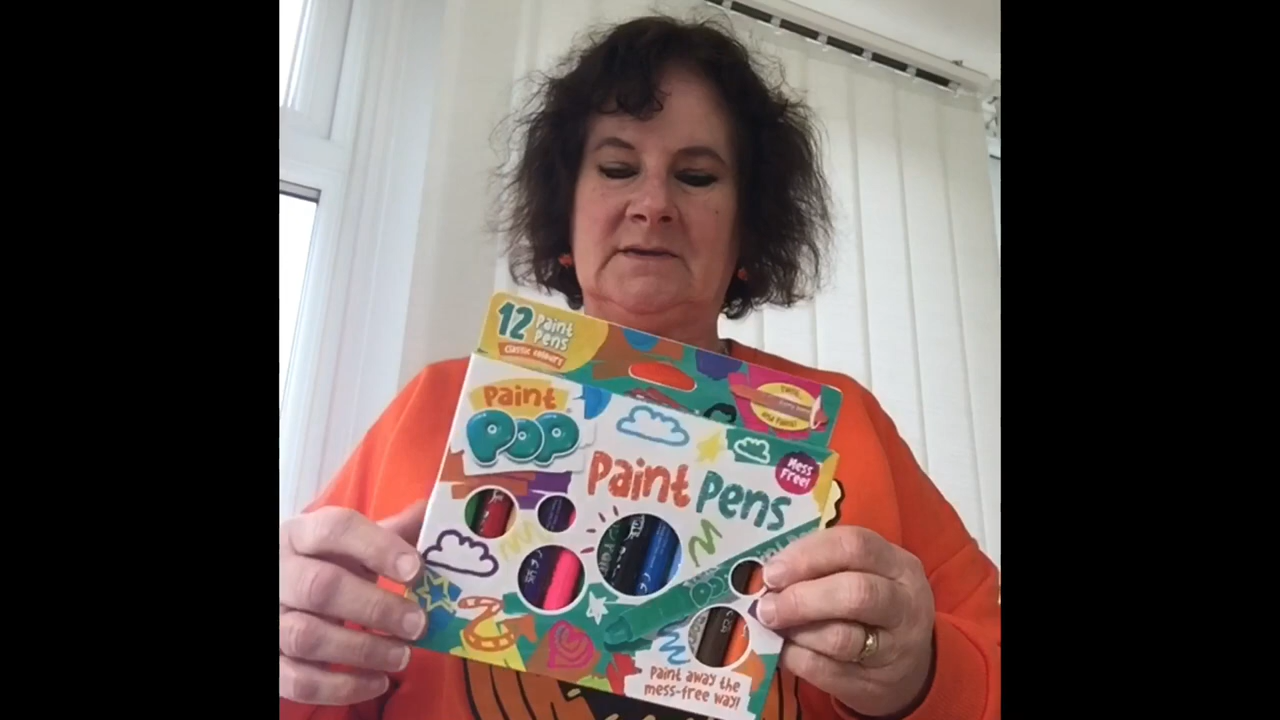 12 Paint
Pens
Classic colours
Paint
POP
Paint Pens
Mess
Free!
Paint away the
mess-free way!